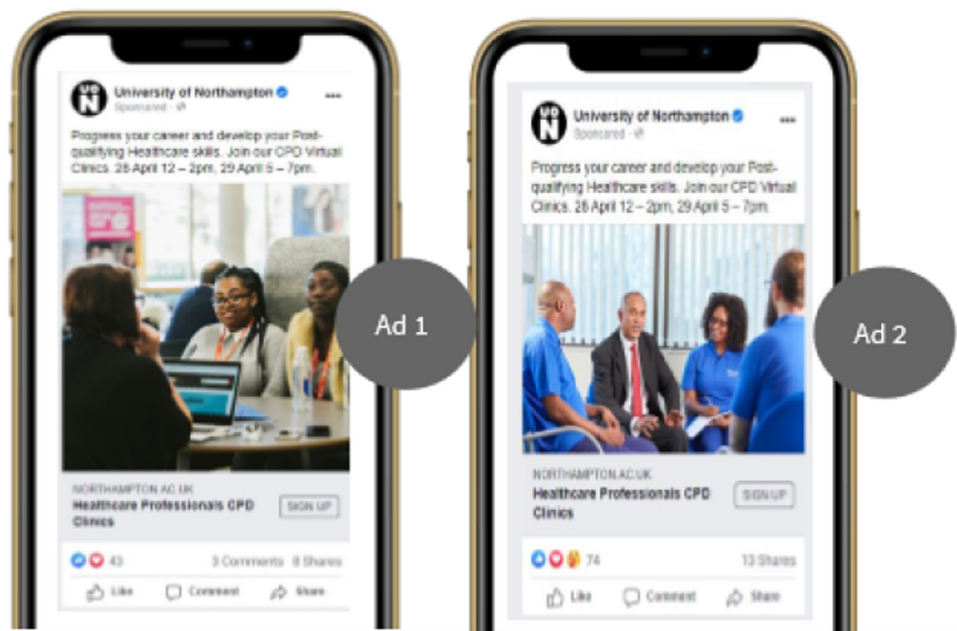 UO
N
University of Northampton
Sponsored ·
Progress your career and develop your Post-
qualifying Healthcare skills. Join our CPD Virtual
Clinics. 28 April 12 – 2pm, 29 April 5 – 7pm.
NORTHAMPTON.AC.UK
Healthcare Professionals CPD
Clinics
SIGN UP
43
3 Comments 8 Shares
Like Comment Share
Ad 1
UO
N
University of Northampton
Sponsored ·
Progress your career and develop your Post-
qualifying Healthcare skills. Join our CPD Virtual
Clinics. 28 April 12 – 2pm, 29 April 5 – 7pm.
NORTHAMPTON.AC.UK
Healthcare Professionals CPD
Clinics
SIGN UP
74
13 Shares
Like Comment Share
Ad 2